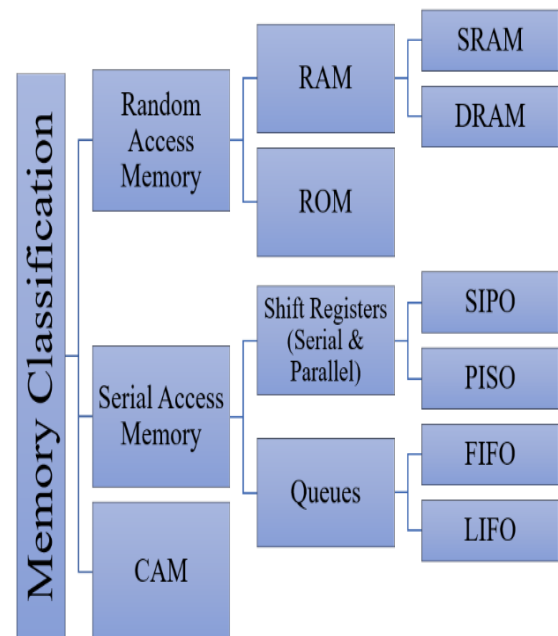 Memory Classification
Random
Access
Memory
RAM
SRAM
DRAM
ROM
Serial Access
Memory
Shift Registers
(Serial &
Parallel)
SIPO
PISO
Queues
FIFO
LIFO
CAM